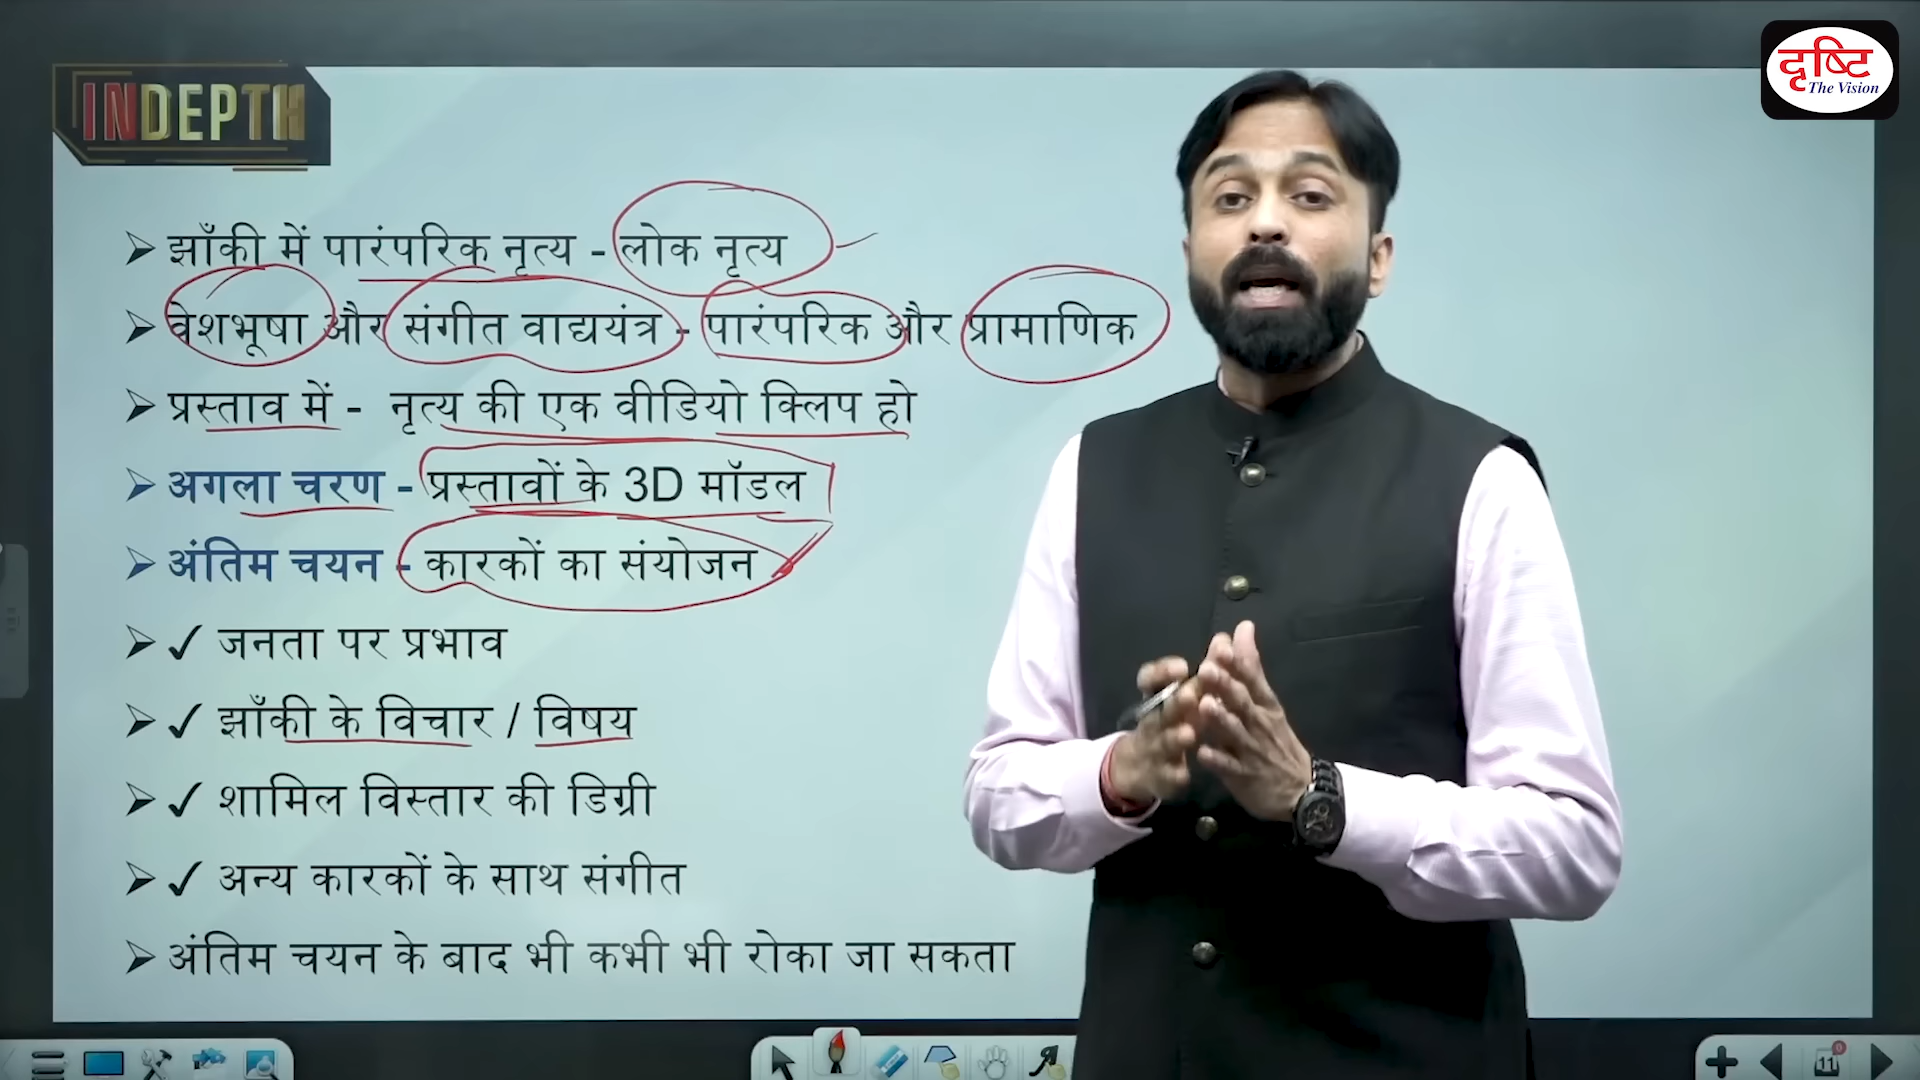 दृष्टि
The Vision
INDEPTH
➢ झाँकी में पारंपरिक नृत्य - लोक नृत्य
➢ वेशभूषा और संगीत वाद्ययंत्र - पारंपरिक और प्रामाणिक
➢ प्रस्ताव में - नृत्य की एक वीडियो क्लिप हो
➢ अगला चरण - प्रस्तावों के 3D मॉडल
➢ अंतिम चयन - कारकों का संयोजन
➢ ✓ जनता पर प्रभाव
➢ ✓ झाँकी के विचार / विषय
➢ ✓ शामिल विस्तार की डिग्री
➢ ✓ अन्य कारकों के साथ संगीत
➢ अंतिम चयन के बाद भी कभी भी रोका जा सकता
11